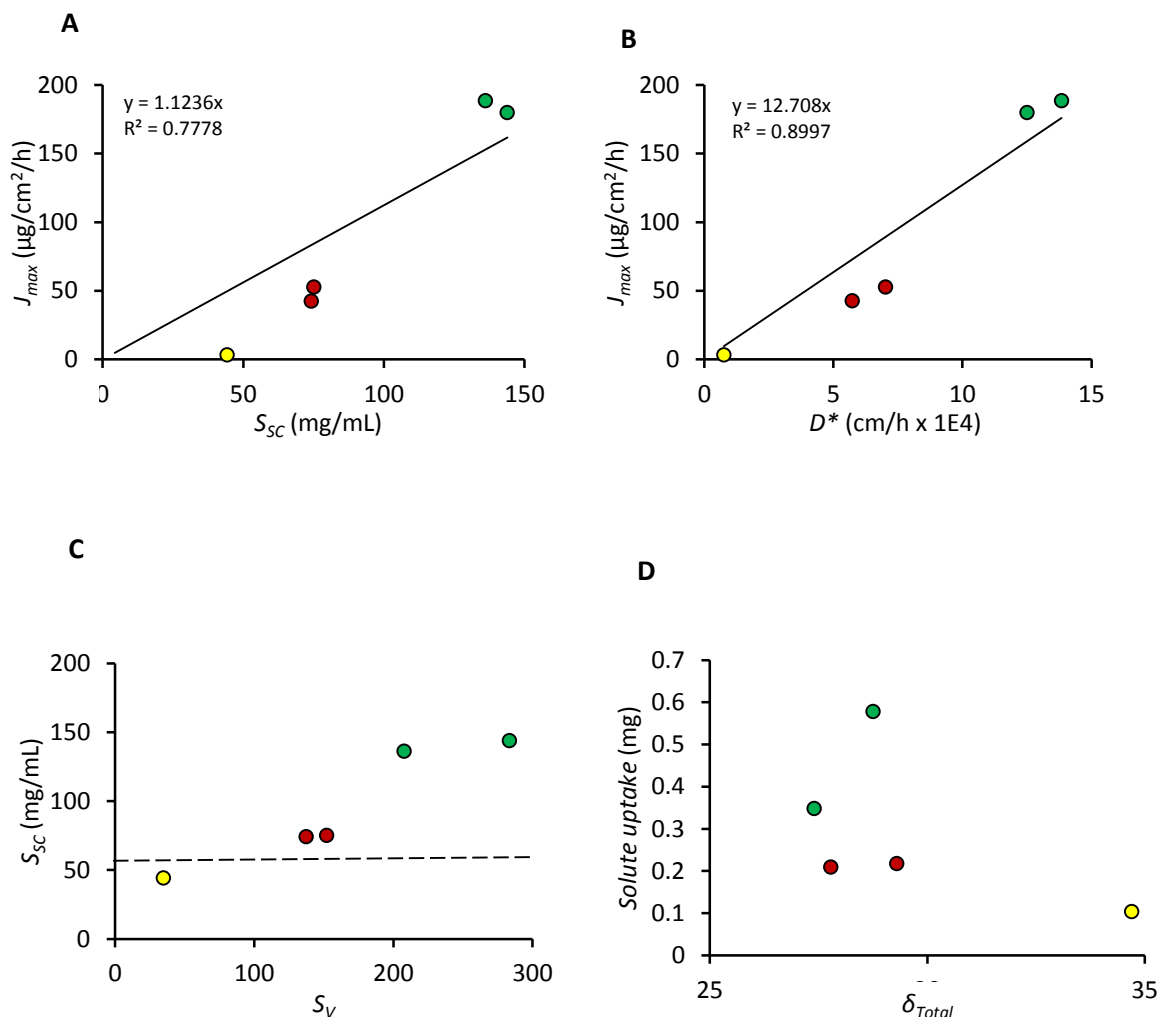 A
y = 1.1236x
R² = 0.7778
200
150
100
50
0
J_max (µg/cm²/h)
0
50
100
150
S_SC (mg/mL)
B
y = 12.708x
R² = 0.8997
200
150
100
50
0
J_max (µg/cm²/h)
0
5
10
15
D* (cm/h x 1E4)
C
200
150
100
50
0
S_SC (mg/mL)
0
100
200
300
S_V
D
0.7
0.6
0.5
0.4
0.3
0.2
0.1
0
Solute uptake (mg)
25
35
δ_Total